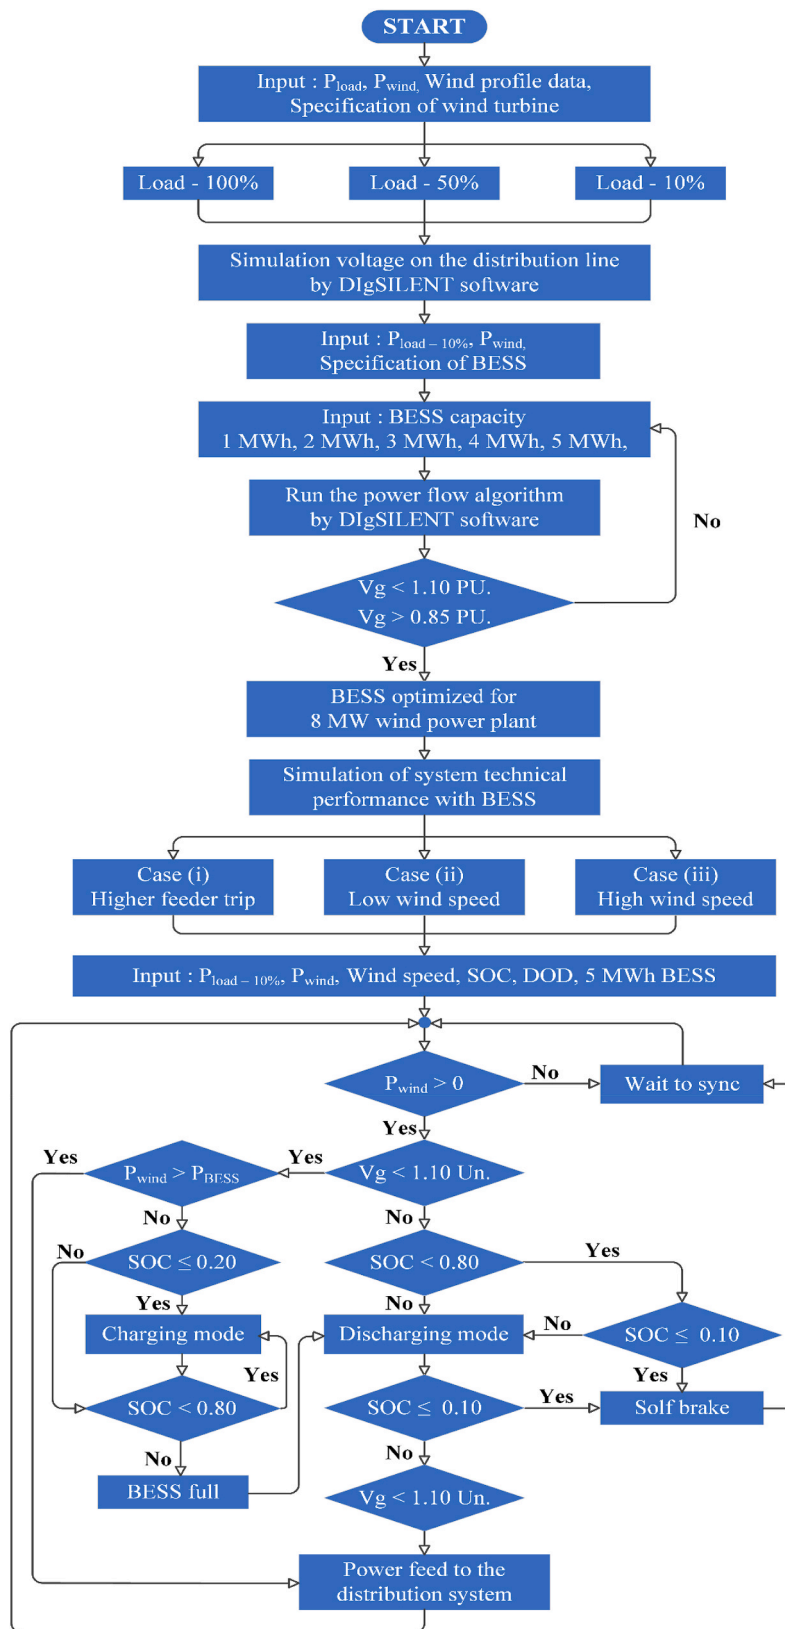 START
Input : Pload, Pwind, Wind profile data,
Specification of wind turbine
Load - 100%
Load - 50%
Load - 10%
Simulation voltage on the distribution line
by DIgSILENT software
Input : Pload – 10%, Pwind,
Specification of BESS
Input : BESS capacity
1 MWh, 2 MWh, 3 MWh, 4 MWh, 5 MWh,
Run the power flow algorithm
by DIgSILENT software
No
Vg < 1.10 PU.
Vg > 0.85 PU.
Yes
BESS optimized for
8 MW wind power plant
Simulation of system technical
performance with BESS
Case (i)
Higher feeder trip
Case (ii)
Low wind speed
Case (iii)
High wind speed
Input : Pload – 10%, Pwind, Wind speed, SOC, DOD, 5 MWh BESS
Pwind > 0
No
Wait to sync
Yes
Yes
Pwind > PBESS
Yes
Vg < 1.10 Un.
No
No
No
SOC ≤ 0.20
SOC < 0.80
Yes
Yes
No
Charging mode
Discharging mode
No
SOC ≤ 0.10
Yes
Yes
SOC < 0.80
SOC ≤ 0.10
Yes
Solf brake
No
No
BESS full
Vg < 1.10 Un.
Power feed to the
distribution system